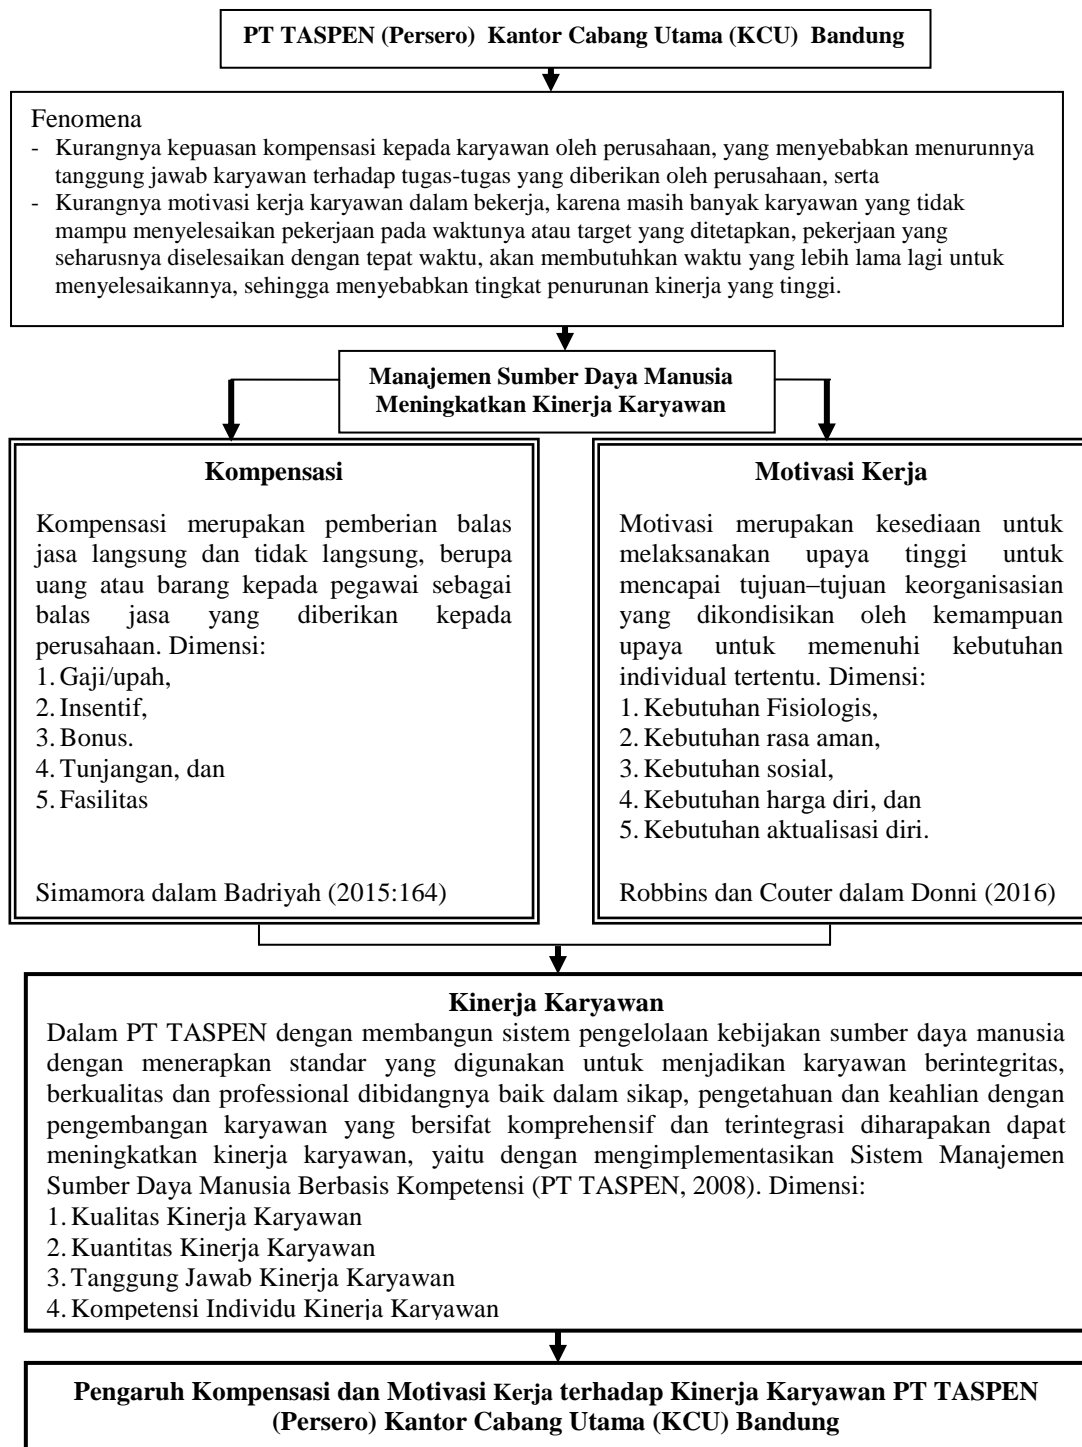 PT TASPEN (Persero) Kantor Cabang Utama (KCU) Bandung
Fenomena
- Kurangnya kepuasan kompensasi kepada karyawan oleh perusahaan, yang menyebabkan menurunnya
tanggung jawab karyawan terhadap tugas-tugas yang diberikan oleh perusahaan, serta
- Kurangnya motivasi kerja karyawan dalam bekerja, karena masih banyak karyawan yang tidak
mampu menyelesaikan pekerjaan pada waktunya atau target yang ditetapkan, pekerjaan yang
seharusnya diselesaikan dengan tepat waktu, akan membutuhkan waktu yang lebih lama lagi untuk
menyelesaikannya, sehingga menyebabkan tingkat penurunan kinerja yang tinggi.
Manajemen Sumber Daya Manusia
Meningkatkan Kinerja Karyawan
Kompensasi
Kompensasi merupakan pemberian balas
jasa langsung dan tidak langsung, berupa
uang atau barang kepada pegawai sebagai
balas jasa yang diberikan kepada
perusahaan. Dimensi:
1. Gaji/upah,
2. Insentif,
3. Bonus.
4. Tunjangan, dan
5. Fasilitas
Simamora dalam Badriyah (2015:164)
Motivasi Kerja
Motivasi merupakan kesediaan untuk
melaksanakan upaya tinggi untuk
mencapai tujuan–tujuan keorganisasian
yang dikondisikan oleh kemampuan
upaya untuk memenuhi kebutuhan
individual tertentu. Dimensi:
1. Kebutuhan Fisiologis,
2. Kebutuhan rasa aman,
3. Kebutuhan sosial,
4. Kebutuhan harga diri, dan
5. Kebutuhan aktualisasi diri.
Robbins dan Couter dalam Donni (2016)
Kinerja Karyawan
Dalam PT TASPEN dengan membangun sistem pengelolaan kebijakan sumber daya manusia
dengan menerapkan standar yang digunakan untuk menjadikan karyawan berintegritas,
berkualitas dan professional dibidangnya baik dalam sikap, pengetahuan dan keahlian dengan
pengembangan karyawan yang bersifat komprehensif dan terintegrasi diharapakan dapat
meningkatkan kinerja karyawan, yaitu dengan mengimplementasikan Sistem Manajemen
Sumber Daya Manusia Berbasis Kompetensi (PT TASPEN, 2008). Dimensi:
1. Kualitas Kinerja Karyawan
2. Kuantitas Kinerja Karyawan
3. Tanggung Jawab Kinerja Karyawan
4. Kompetensi Individu Kinerja Karyawan
Pengaruh Kompensasi dan Motivasi Kerja terhadap Kinerja Karyawan PT TASPEN
(Persero) Kantor Cabang Utama (KCU) Bandung